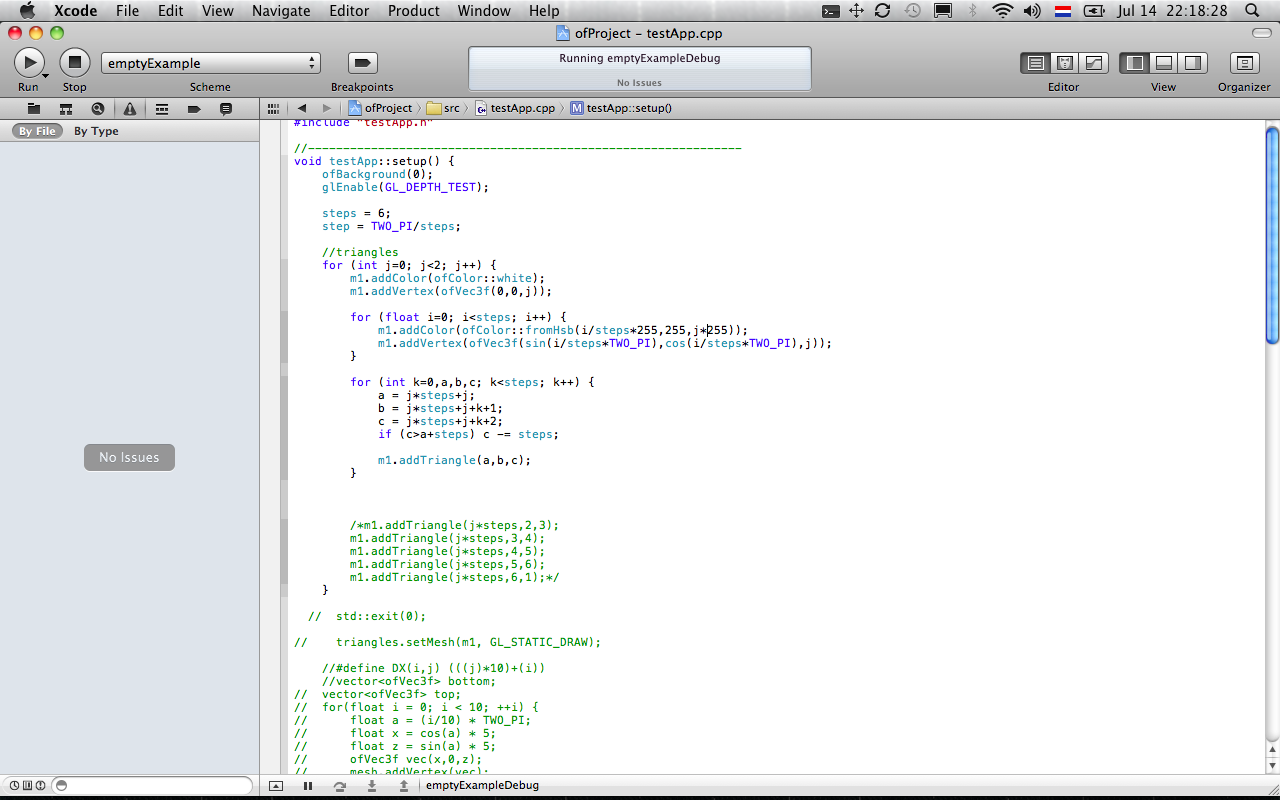 Xcode File Edit View Navigate Editor Product Window Help Jul 14 22:18:28
ofProject – testApp.cpp
emptyExample
Running emptyExampleDebug
No Issues
Run Stop Scheme Breakpoints Editor View Organizer
ofProject src testApp.cpp M testApp::setup()
By File By Type
No Issues
#include "testApp.h"
//--------------------------------------------------------------
void testApp::setup() {
    ofBackground(0);
    glEnable(GL_DEPTH_TEST);
    steps = 6;
    step = TWO_PI/steps;
    //triangles
    for (int j=0; j<2; j++) {
        m1.addColor(ofColor::white);
        m1.addVertex(ofVec3f(0,0,j));
        for (float i=0; i<steps; i++) {
            m1.addColor(ofColor::fromHsb(i/steps*255,255,j*255));
            m1.addVertex(ofVec3f(sin(i/steps*TWO_PI),cos(i/steps*TWO_PI),j));
        }
        for (int k=0,a,b,c; k<steps; k++) {
            a = j*steps+j;
            b = j*steps+j+k+1;
            c = j*steps+j+k+2;
            if (c>a+steps) c -= steps;
            m1.addTriangle(a,b,c);
        }
        /*m1.addTriangle(j*steps,2,3);
        m1.addTriangle(j*steps,3,4);
        m1.addTriangle(j*steps,4,5);
        m1.addTriangle(j*steps,5,6);
        m1.addTriangle(j*steps,6,1);*/
    }
  //  std::exit(0);
//    triangles.setMesh(m1, GL_STATIC_DRAW);
    //#define DX(i,j) (((j)*10)+(i))
    //vector<ofVec3f> bottom;
//  vector<ofVec3f> top;
//  for(float i = 0; i < 10; ++i) {
//      float a = (i/10) * TWO_PI;
//      float x = cos(a) * 5;
//      float z = sin(a) * 5;
//      ofVec3f vec(x,0,z);
//      mesh.addVertex(vec);
emptyExampleDebug